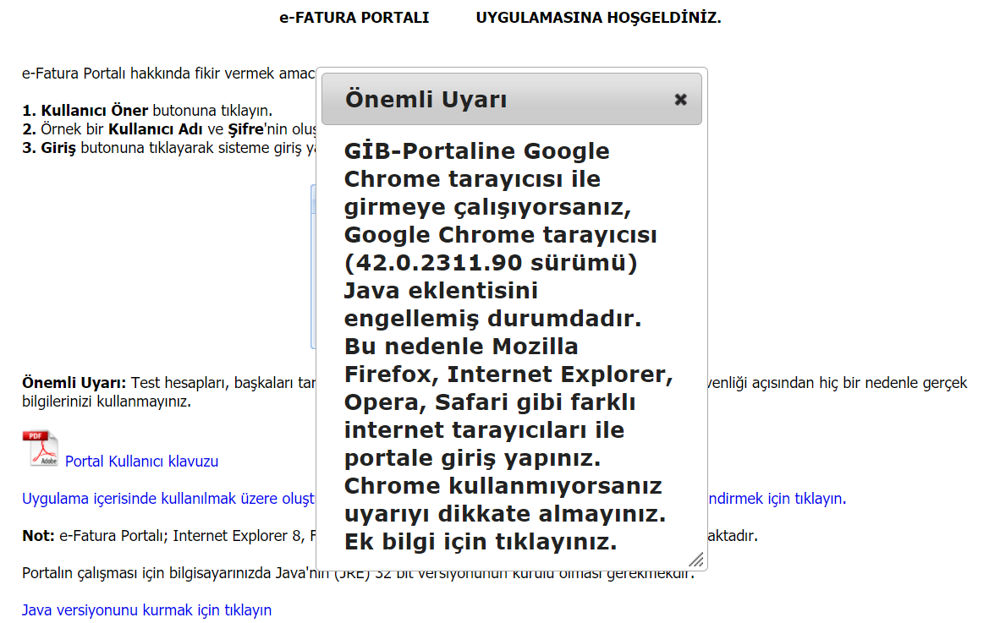 e-FATURA PORTALI UYGULAMASINA HOŞGELDİNİZ.
e-Fatura Portalı hakkında fikir vermek amac
1. Kullanıcı Öner butonuna tıklayın.
2. Örnek bir Kullanıcı Adı ve Şifre'nin oluş
3. Giriş butonuna tıklayarak sisteme giriş ya
Önemli Uyarı
GİB-Portaline Google
Chrome tarayıcısı ile
girmeye çalışıyorsanız,
Google Chrome tarayıcısı
(42.0.2311.90 sürümü)
Java eklentisini
engellemiş durumdadır.
Bu nedenle Mozilla
Firefox, Internet Explorer,
Opera, Safari gibi farklı
internet tarayıcıları ile
portale giriş yapınız.
Chrome kullanmıyorsanız
uyarıyı dikkate almayınız.
Ek bilgi için tıklayınız.
Önemli Uyarı: Test hesapları, başkaları tar venliği açısından hiç bir nedenle gerçek
bilgilerinizi kullanmayınız.
PDF
Adobe
Portal Kullanıcı klavuzu
Uygulama içerisinde kullanılmak üzere oluşt ndirmek için tıklayın.
Not: e-Fatura Portalı; Internet Explorer 8, F aktadır.
Portalın çalışması için bilgisayarınızda Java'nın (JRE) 32 bit versiyonunun kurulu olması gerekmekdir.
Java versiyonunu kurmak için tıklayın